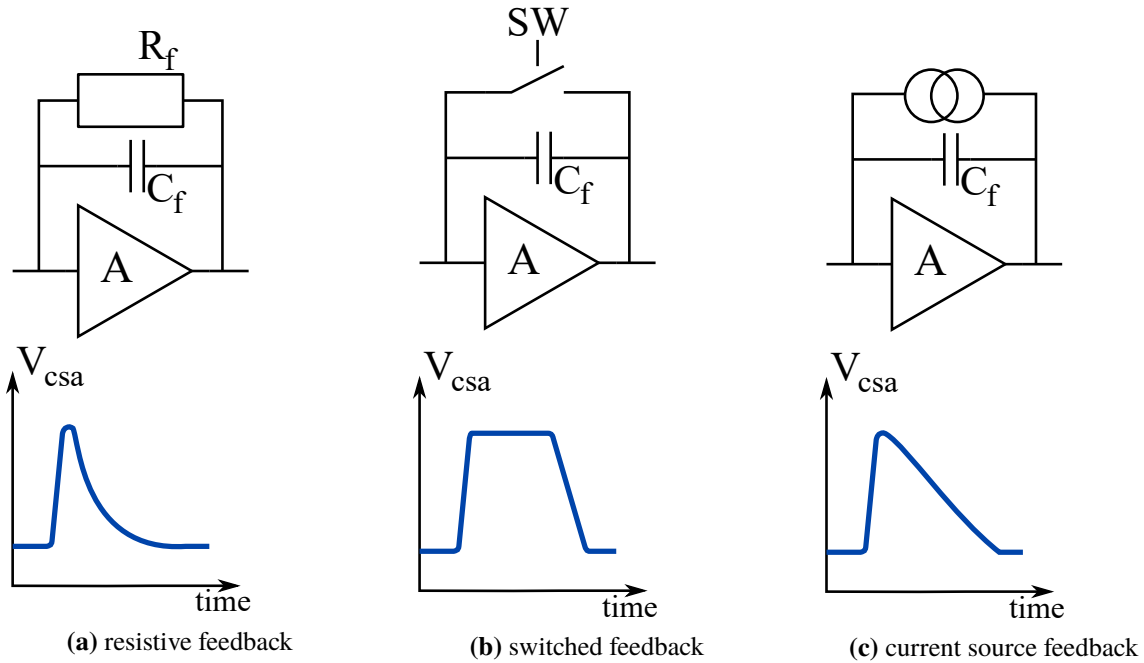 R_f
C_f
A
V_csa
time
(a) resistive feedback
SW
C_f
A
V_csa
time
(b) switched feedback
C_f
A
V_csa
time
(c) current source feedback